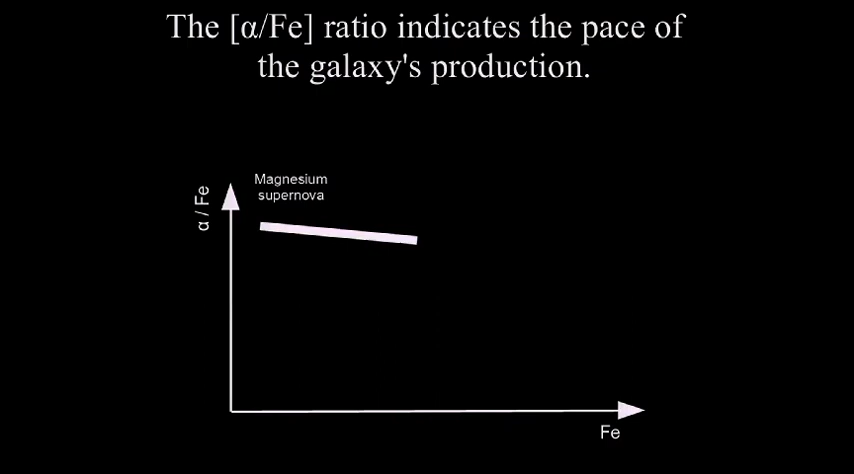 The [α/Fe] ratio indicates the pace of
the galaxy's production.
Magnesium
supernova
α / Fe
Fe